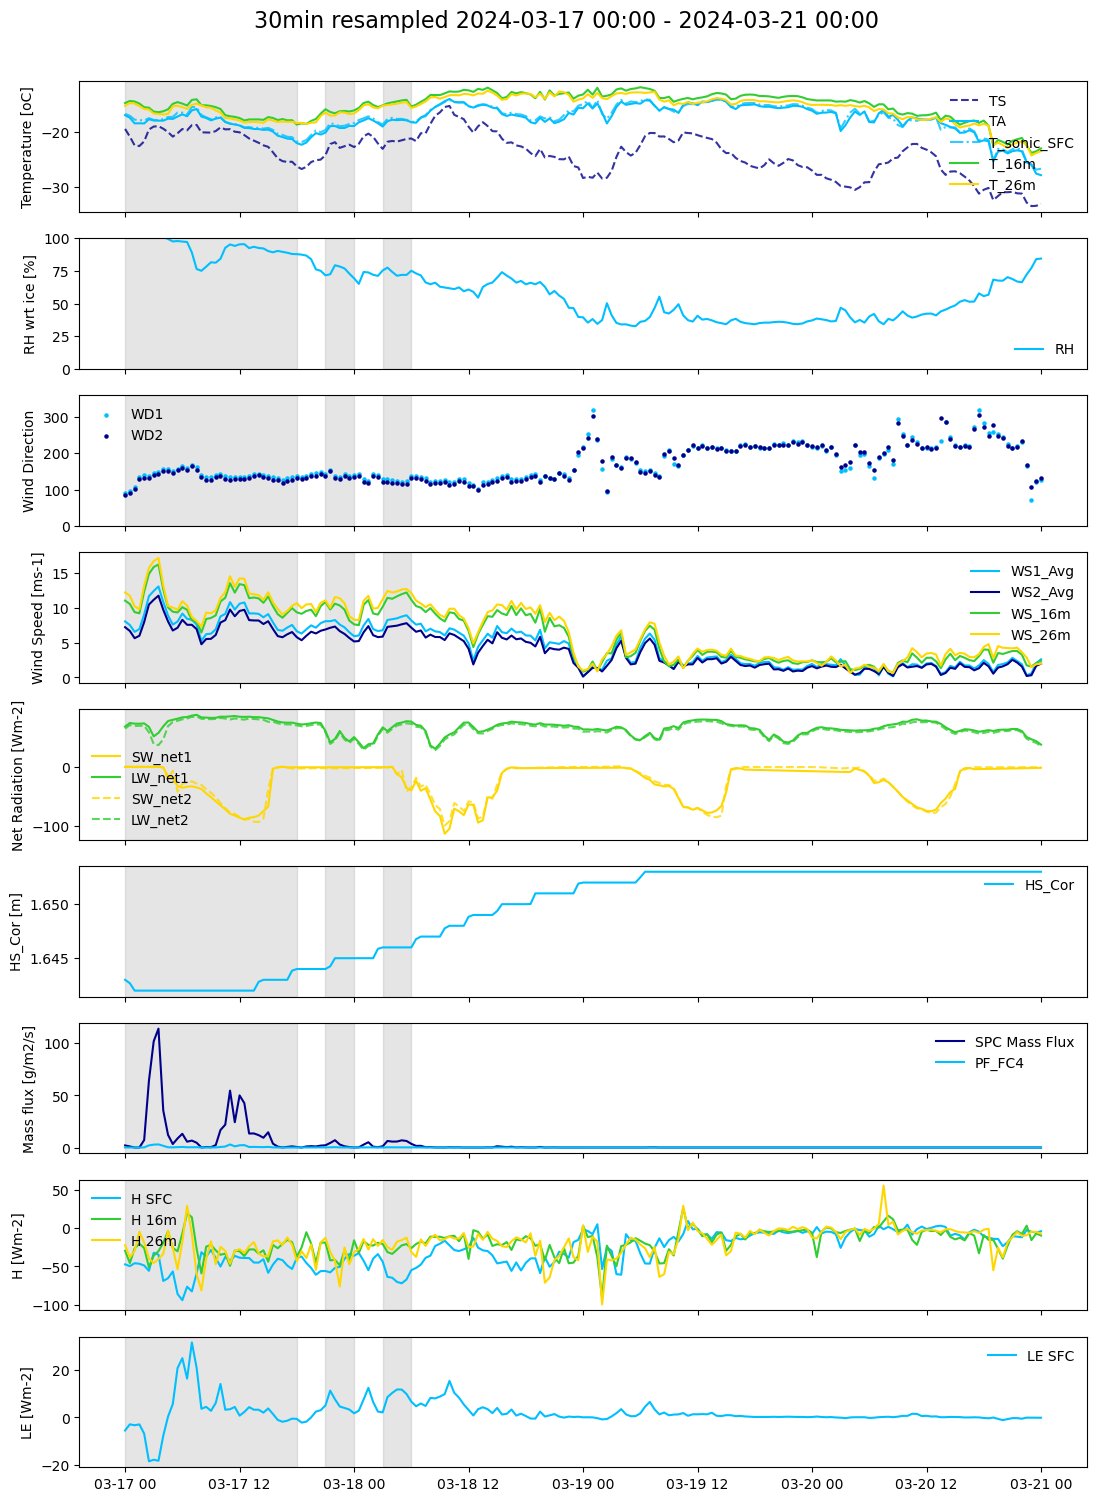 30min resampled 2024-03-17 00:00 - 2024-03-21 00:00
Temperature [oC]
−20
−30
TS
TA
T_sonic_SFC
T_16m
T_26m
RH wrt ice [%]
100
75
50
25
0
RH
Wind Direction
300
200
100
0
WD1
WD2
Wind Speed [ms-1]
15
10
5
0
WS1_Avg
WS2_Avg
WS_16m
WS_26m
Net Radiation [Wm-2]
0
−100
SW_net1
LW_net1
SW_net2
LW_net2
HS_Cor [m]
1.650
1.645
HS_Cor
Mass flux [g/m2/s]
100
50
0
SPC Mass Flux
PF_FC4
H [Wm-2]
50
0
−50
−100
H SFC
H 16m
H 26m
LE [Wm-2]
20
0
−20
LE SFC
03-17 00 03-17 12 03-18 00 03-18 12 03-19 00 03-19 12 03-20 00 03-20 12 03-21 00